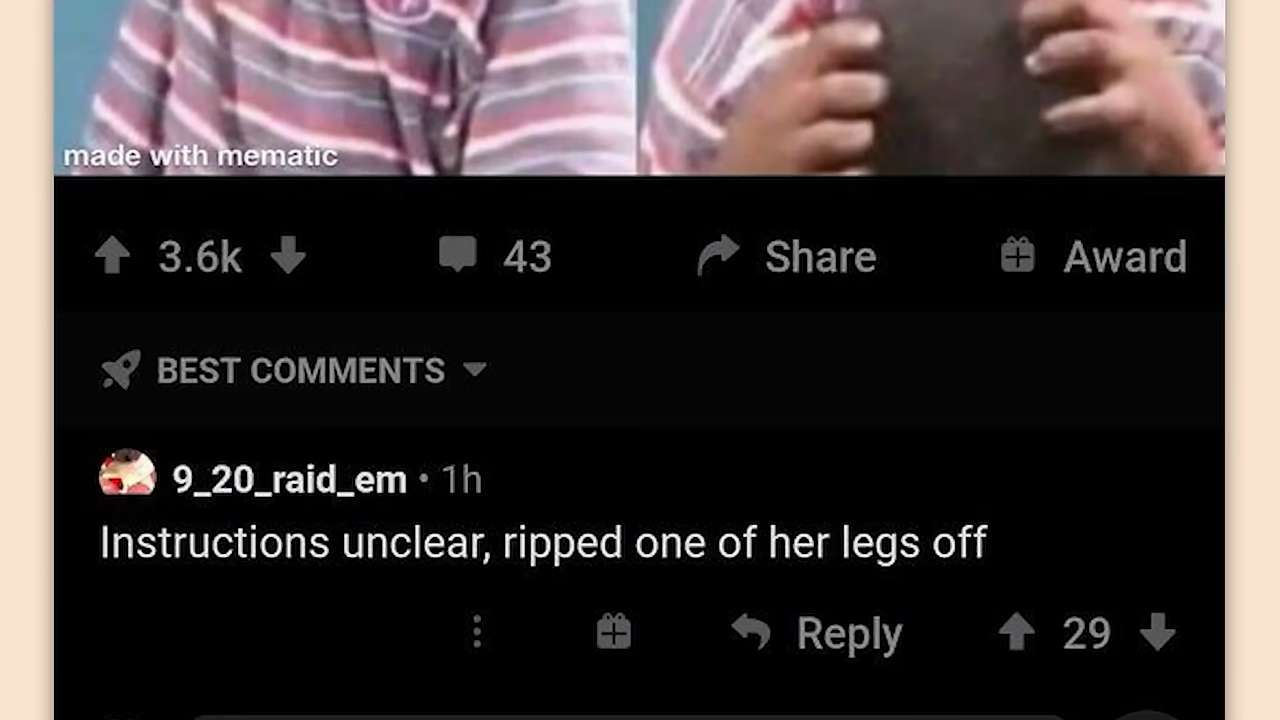 made with mematic
3.6k 43 Share Award
BEST COMMENTS
9_20_raid_em • 1h
Instructions unclear, ripped one of her legs off
Reply 29